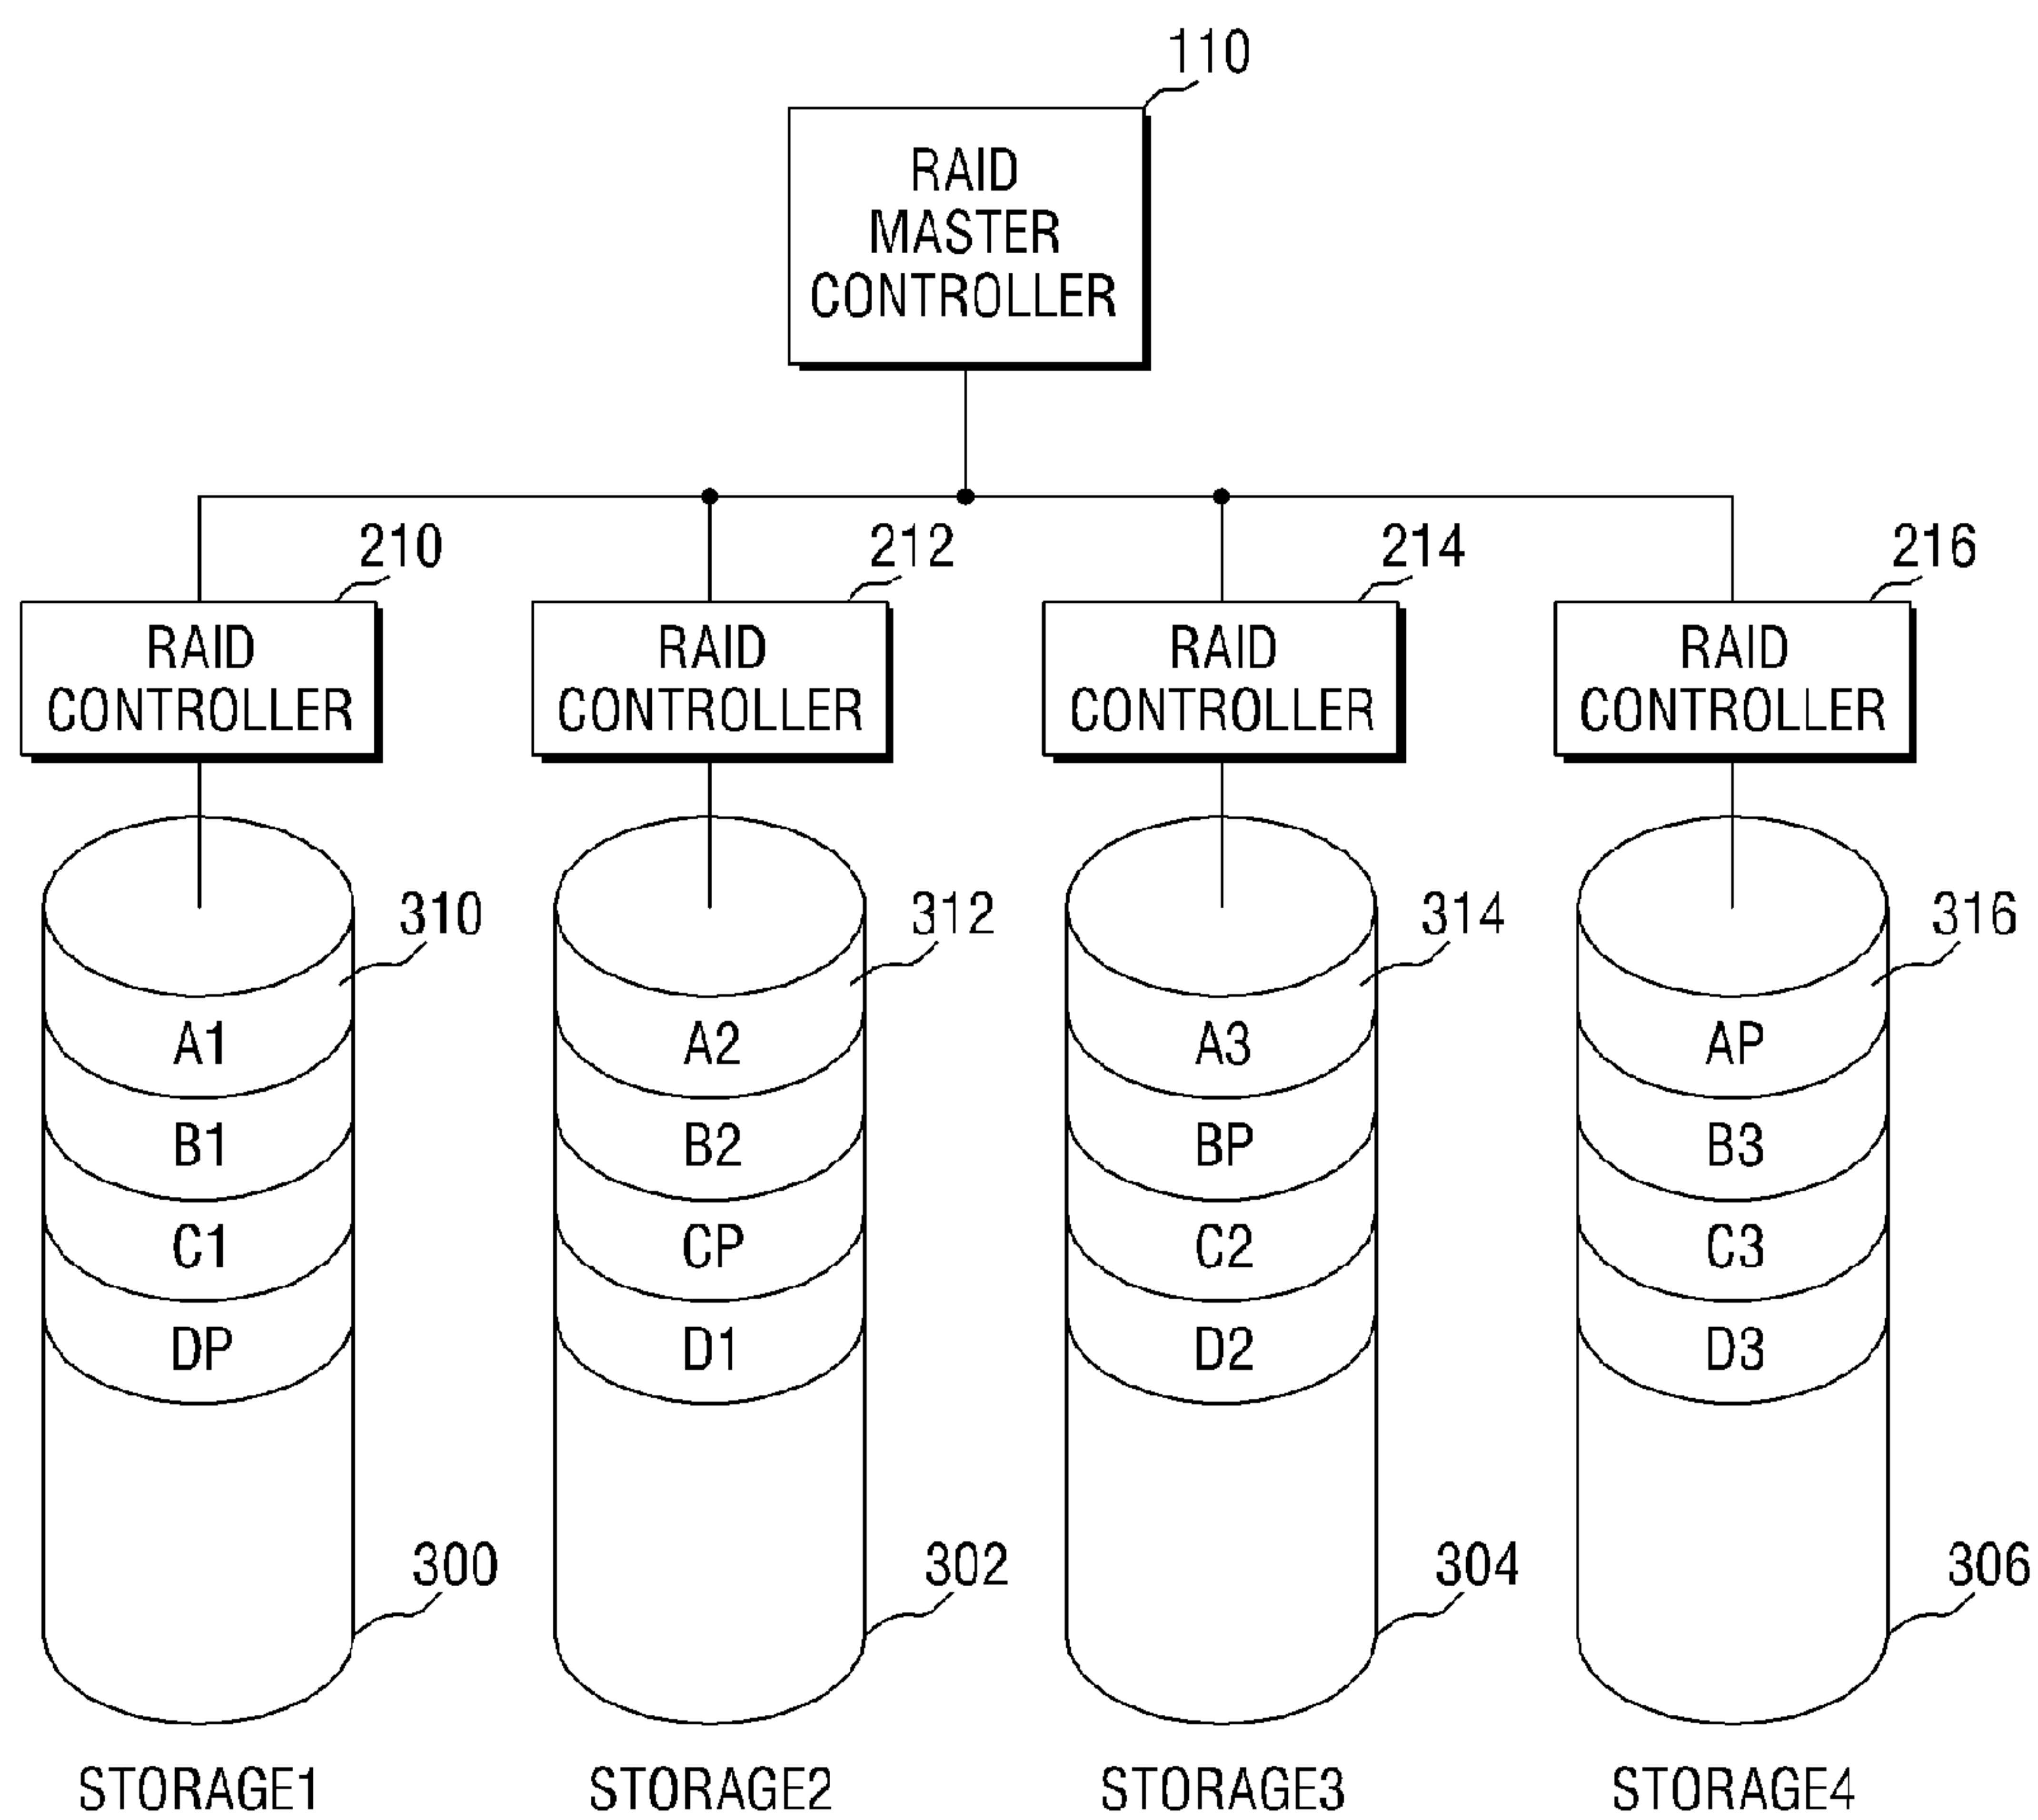 110
RAID
MASTER
CONTROLLER
210
212
214
216
RAID
CONTROLLER
RAID
CONTROLLER
RAID
CONTROLLER
RAID
CONTROLLER
310
312
314
316
A1
A2
A3
AP
B1
B2
BP
B3
C1
CP
C2
C3
DP
D1
D2
D3
300
302
304
306
STORAGE1
STORAGE2
STORAGE3
STORAGE4